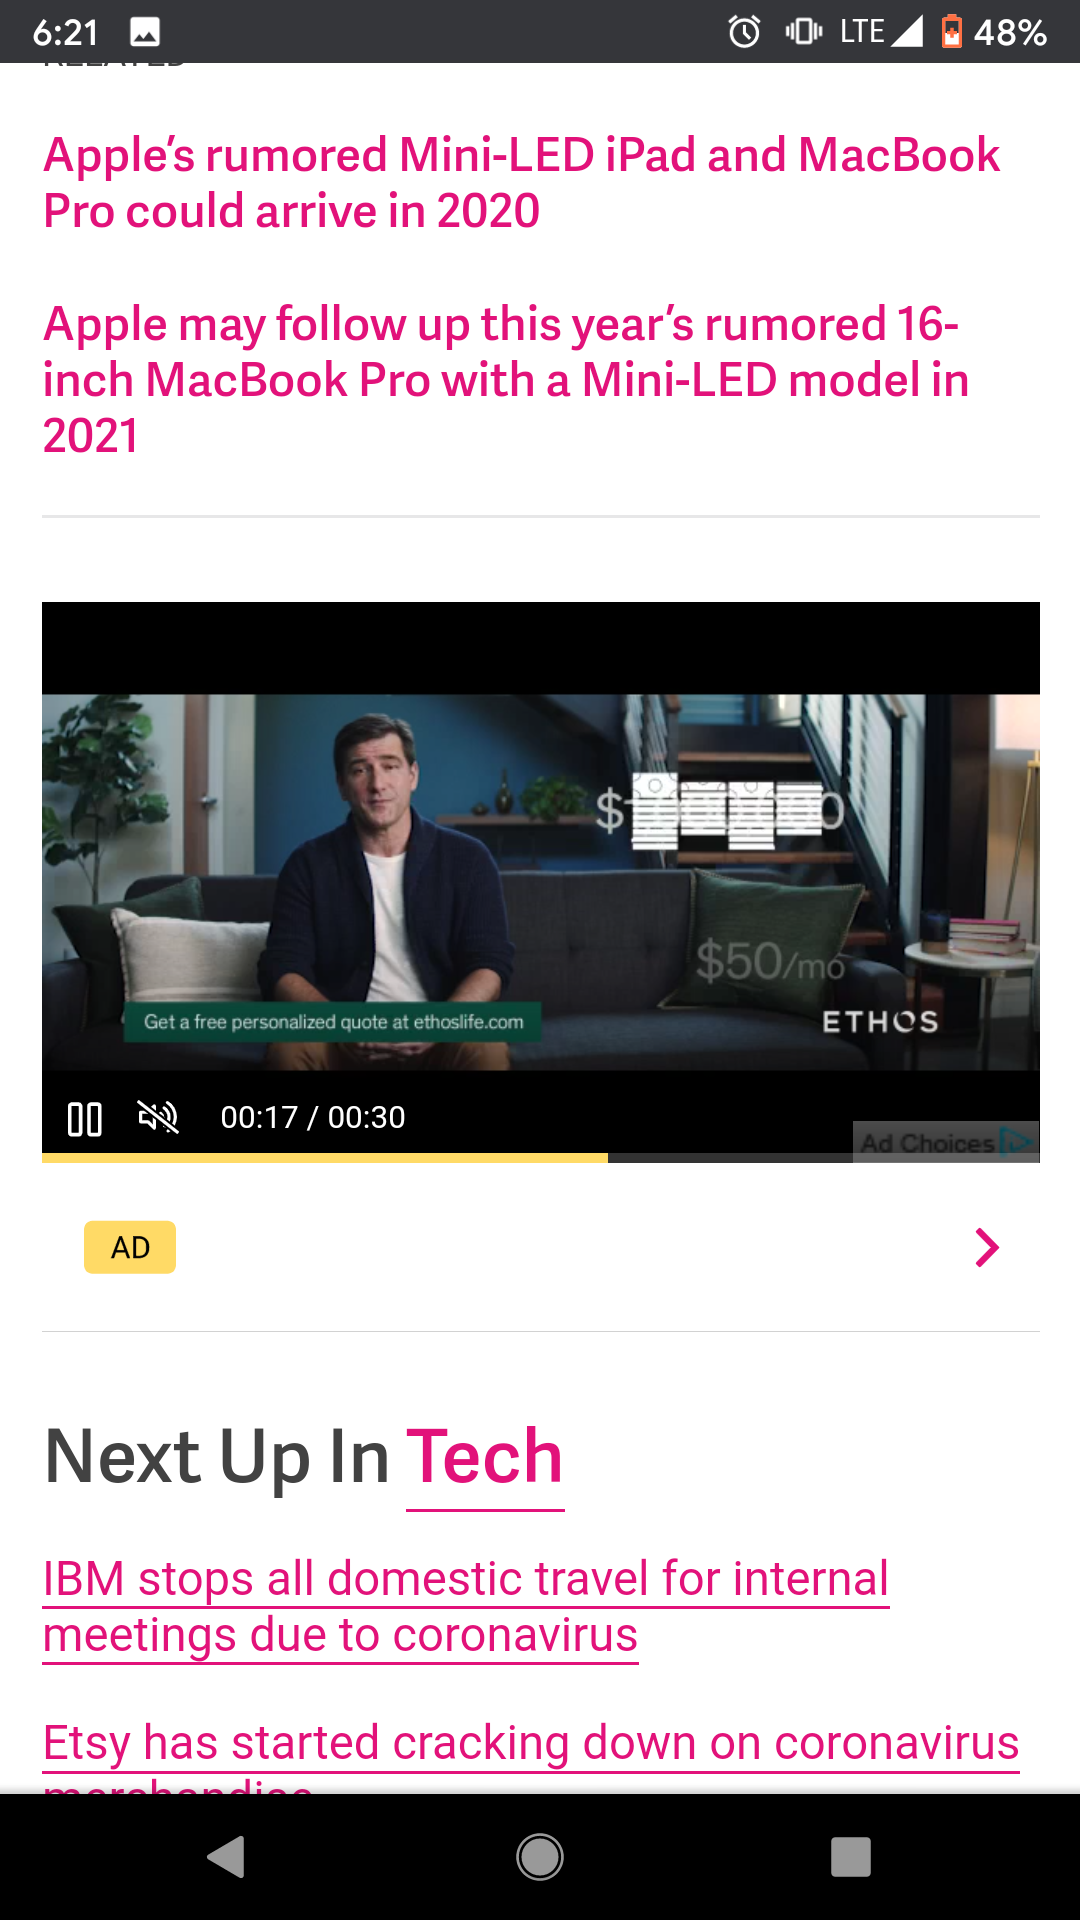 6:21 LTE 48%
RELATED
Apple’s rumored Mini-LED iPad and MacBook
Pro could arrive in 2020
Apple may follow up this year’s rumored 16-
inch MacBook Pro with a Mini-LED model in
2021
$50/mo
Get a free personalized quote at ethoslife.com
ETHOS
00:17 / 00:30
Ad Choices
AD
Next Up In Tech
IBM stops all domestic travel for internal
meetings due to coronavirus
Etsy has started cracking down on coronavirus
merchandise